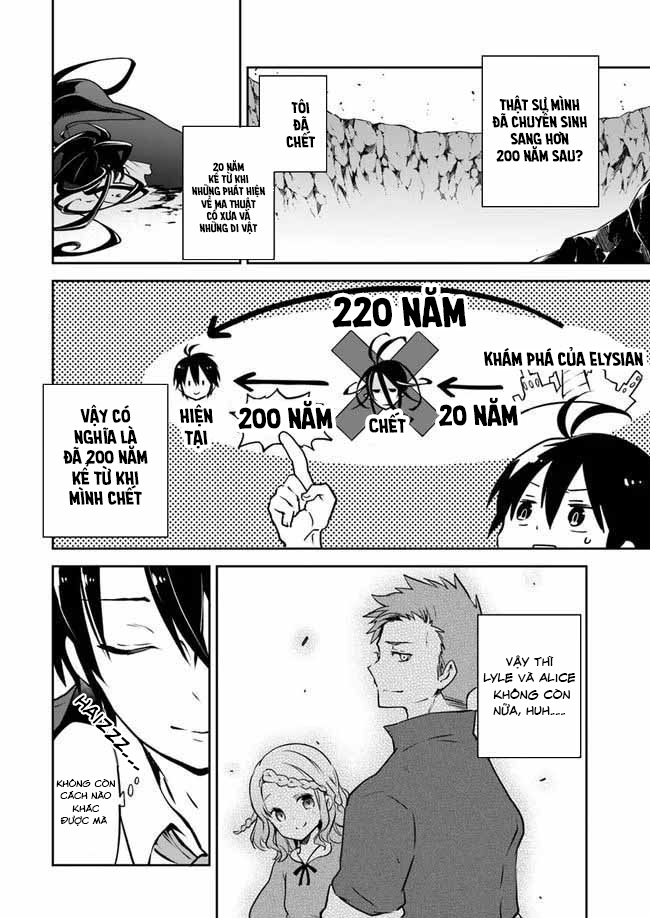 THẬT SỰ MÌNH
ĐÃ CHUYỂN SINH
SANG HƠN
200 NĂM SAU?
TÔI
ĐÃ
CHẾT
20 NĂM
KỂ TỪ KHI
NHỮNG PHÁT HIỆN
VỀ MA THUẬT
CỔ XƯA VÀ
NHỮNG DI VẬT
220 NĂM
KHÁM PHÁ CỦA ELYSIAN
20 NĂM
CHẾT
200 NĂM
HIỆN
TẠI
VẬY CÓ
NGHĨA LÀ
ĐÃ 200 NĂM
KỂ TỪ KHI
MÌNH CHẾT
VẬY THÌ
LYLE VÀ ALICE
KHÔNG CÒN
NỮA, HUH....
HAIZZZ...
KHÔNG CÒN
CÁCH NÀO
KHÁC
ĐƯỢC MÀ